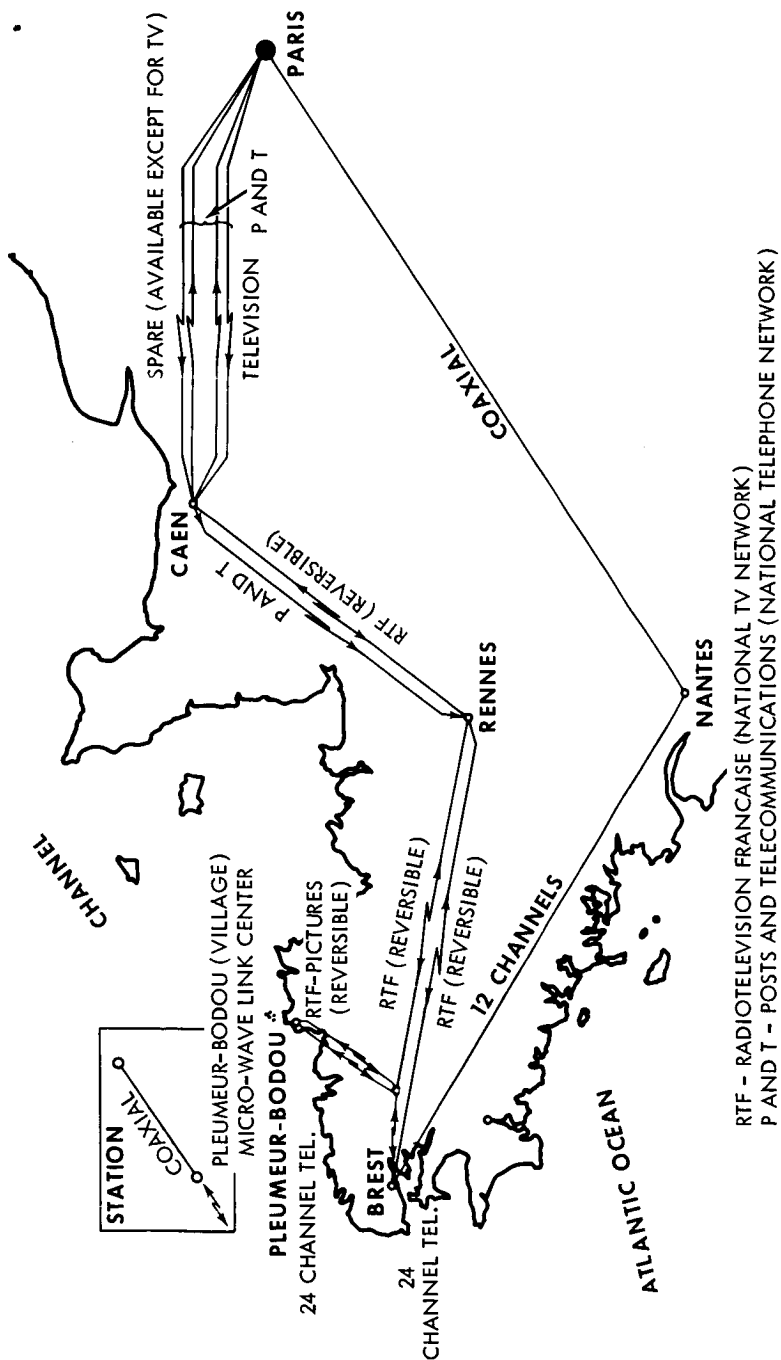 STATION
COAXIAL
PLEUMEUR-BODOU (VILLAGE)
MICRO-WAVE LINK CENTER
CHANNEL
PLEUMEUR-BODOU
24 CHANNEL TEL.
RTF-PICTURES
(REVERSIBLE)
BREST
24
CHANNEL TEL.
RTF (REVERSIBLE)
RTF (REVERSIBLE)
12 CHANNELS
ATLANTIC OCEAN
RENNES
NANTES
CAEN
P AND T
RTF (REVERSIBLE)
SPARE (AVAILABLE EXCEPT FOR TV)
TELEVISION
P AND T
PARIS
COAXIAL
RTF - RADIOTELEVISION FRANCAISE (NATIONAL TV NETWORK)
P AND T - POSTS AND TELECOMMUNICATIONS (NATIONAL TELEPHONE NETWORK)